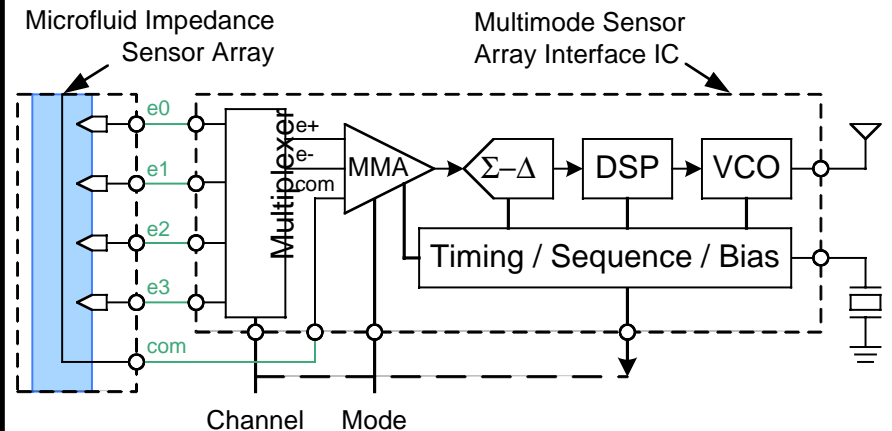 Microfluid Impedance
Sensor Array
Multimode Sensor
Array Interface IC
e0
e1
e2
e3
com
Multiplexer
e+
e-
com
MMA
Σ–Δ
DSP
VCO
Timing / Sequence / Bias
Channel
Mode